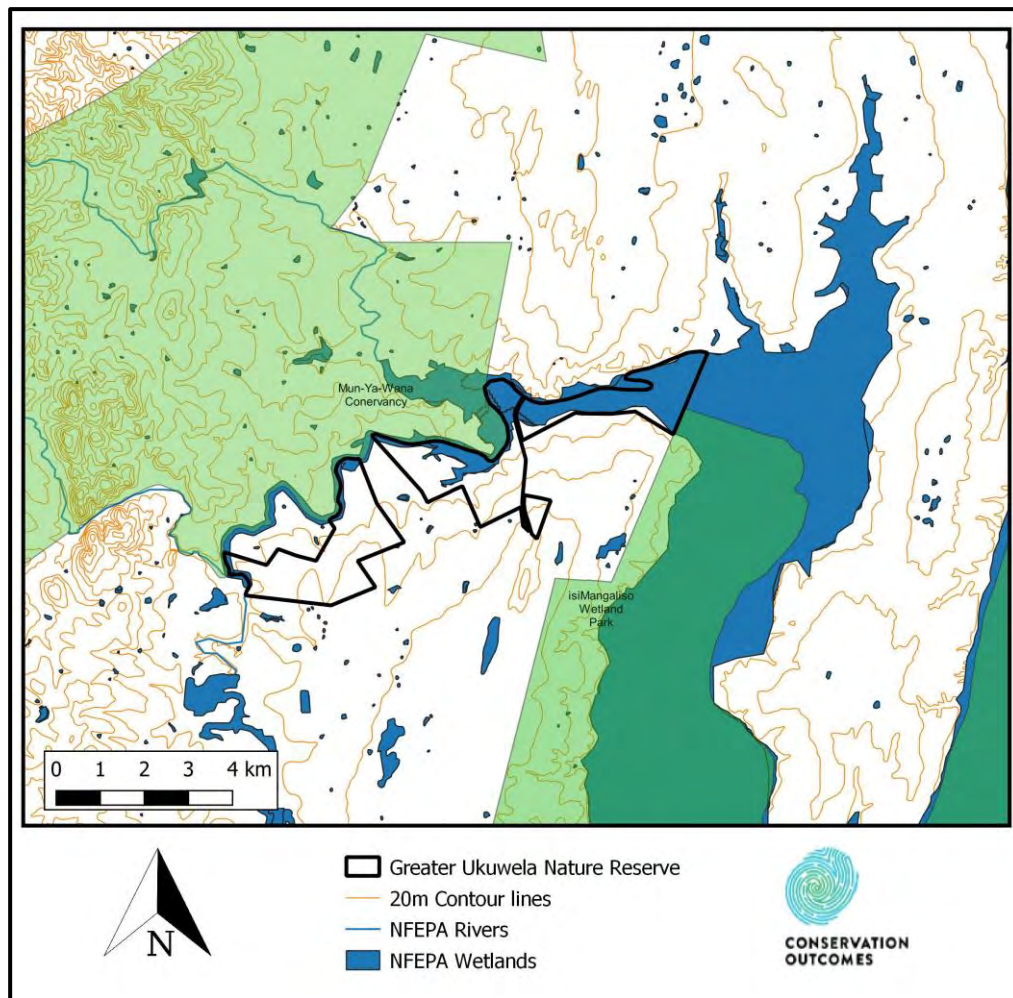 Mun-Ya-Wana
Conervancy
isiMangaliso
Wetland
Park
0 1 2 3 4 km
N
Greater Ukuwela Nature Reserve
20m Contour lines
NFEPA Rivers
NFEPA Wetlands
CONSERVATION
OUTCOMES